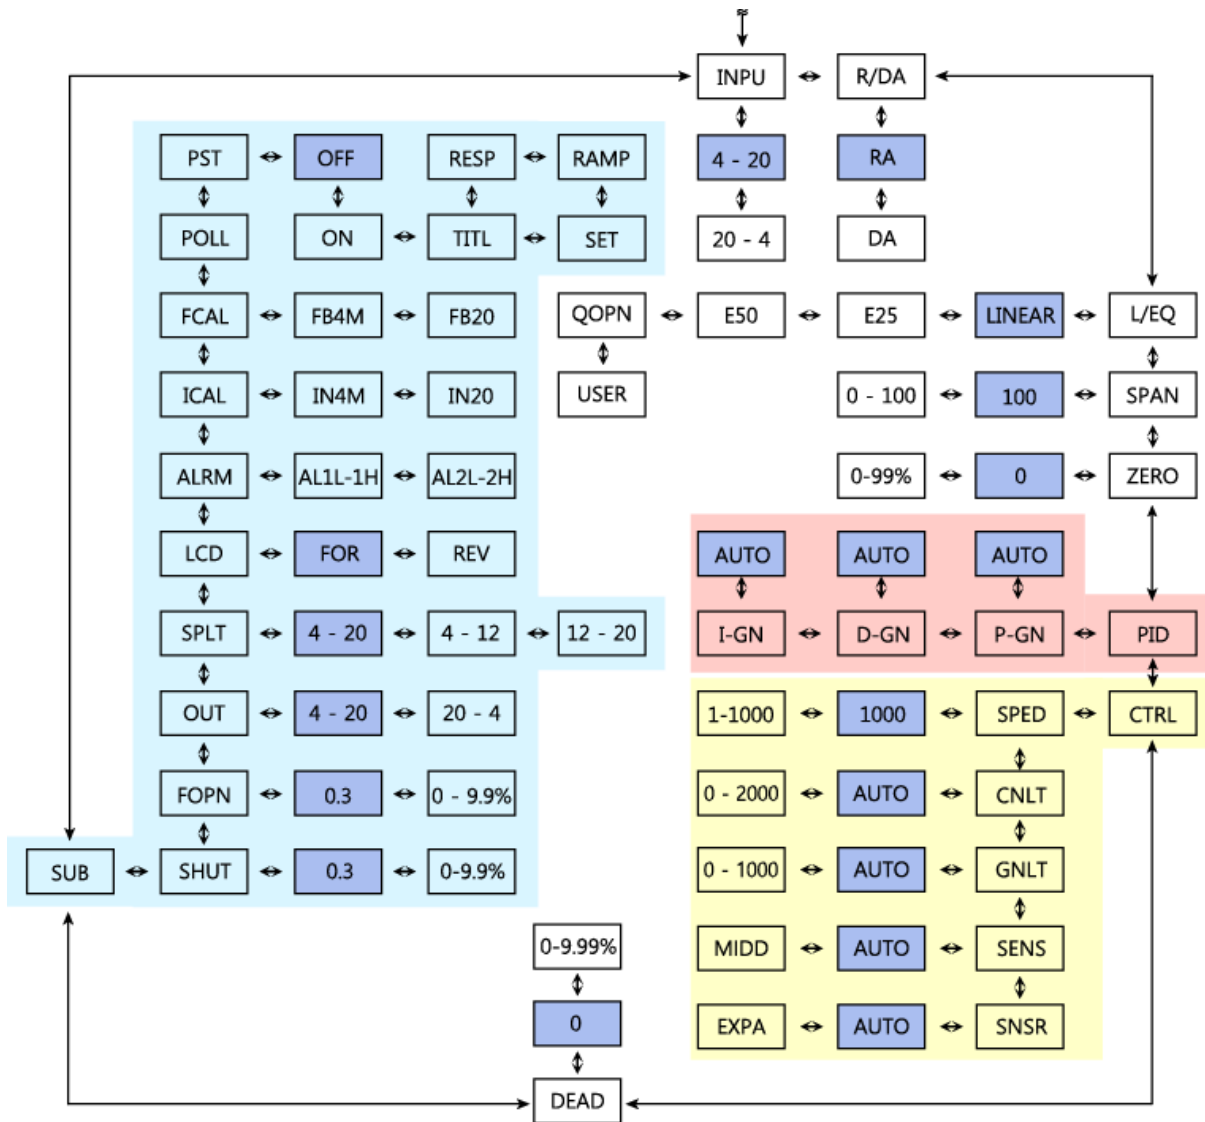 ≈
INPU
R/DA
PST
OFF
RESP
RAMP
4 - 20
RA
POLL
ON
TITL
SET
20 - 4
DA
FCAL
FB4M
FB20
QOPN
E50
E25
LINEAR
L/EQ
ICAL
IN4M
IN20
USER
0 - 100
100
SPAN
ALRM
AL1L-1H
AL2L-2H
0-99%
0
ZERO
LCD
FOR
REV
AUTO
AUTO
AUTO
SPLT
4 - 20
4 - 12
12 - 20
I-GN
D-GN
P-GN
PID
OUT
4 - 20
20 - 4
1-1000
1000
SPED
CTRL
FOPN
0.3
0 - 9.9%
0 - 2000
AUTO
CNLT
SUB
SHUT
0.3
0-9.9%
0 - 1000
AUTO
GNLT
0-9.99%
MIDD
AUTO
SENS
0
EXPA
AUTO
SNSR
DEAD